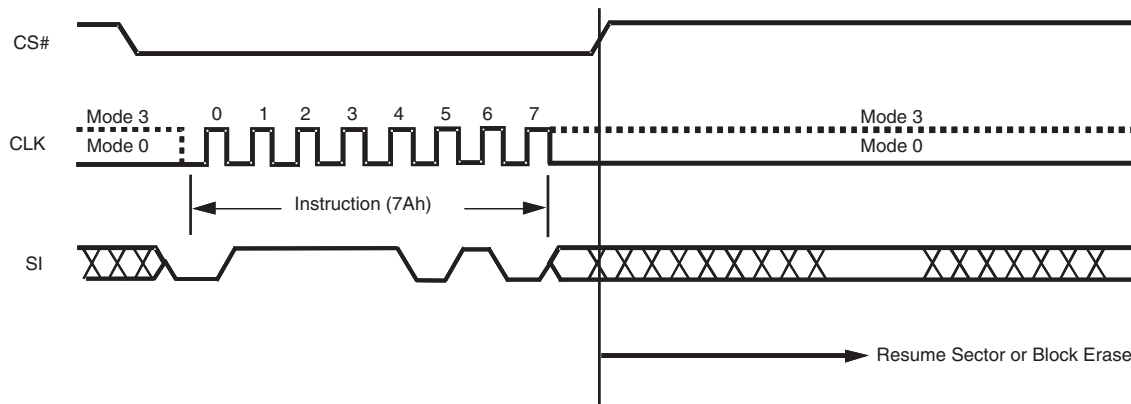 CS#
Mode 3
0 1 2 3 4 5 6 7
Mode 3
CLK
Mode 0
Mode 0
Instruction (7Ah)
SI
Resume Sector or Block Erase